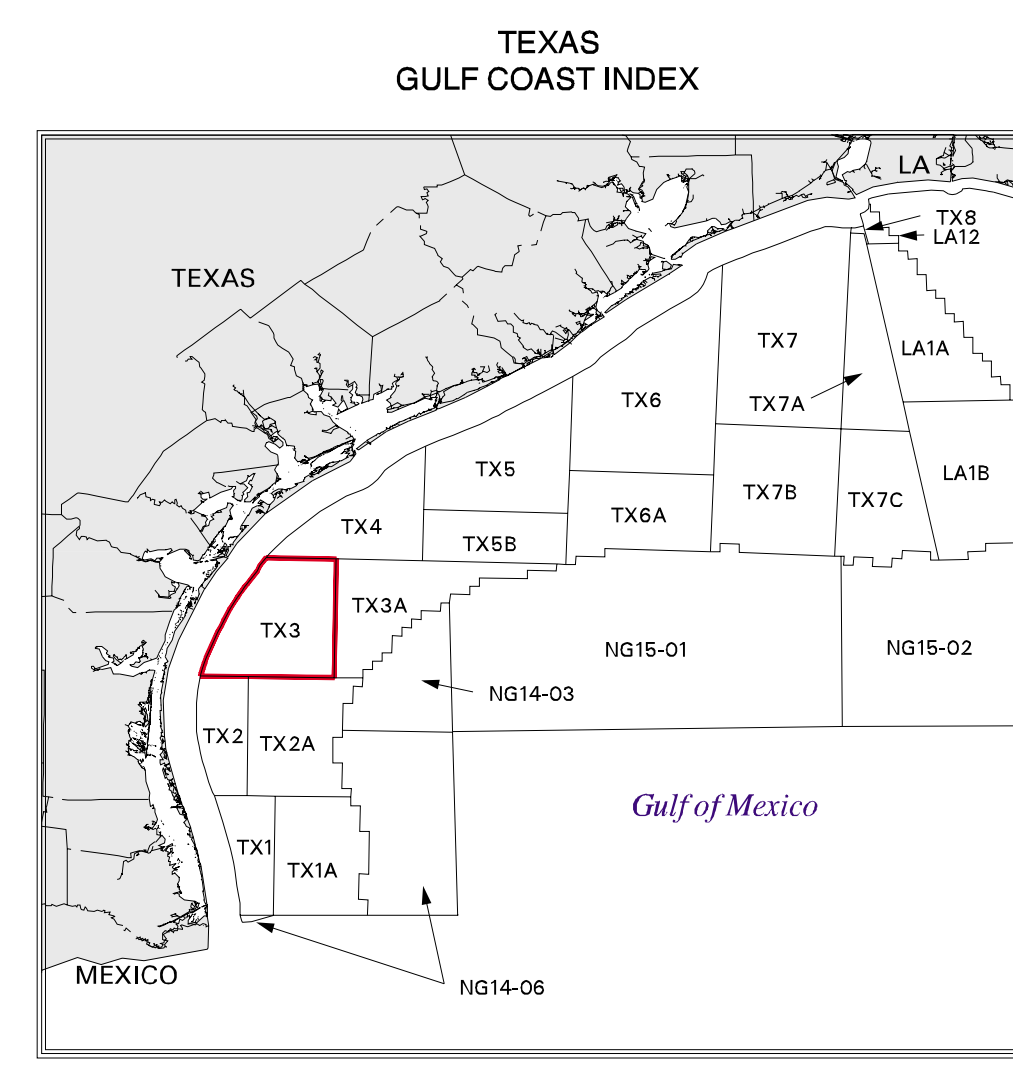 TEXAS
GULF COAST INDEX
LA
TX8
LA12
TEXAS
TX7
LA1A
TX6
TX7A
TX5
LA1B
TX7B
TX7C
TX4
TX6A
TX5B
TX3A
TX3
NG15-01
NG15-02
NG14-03
TX2
TX2A
Gulf of Mexico
TX1
TX1A
MEXICO
NG14-06